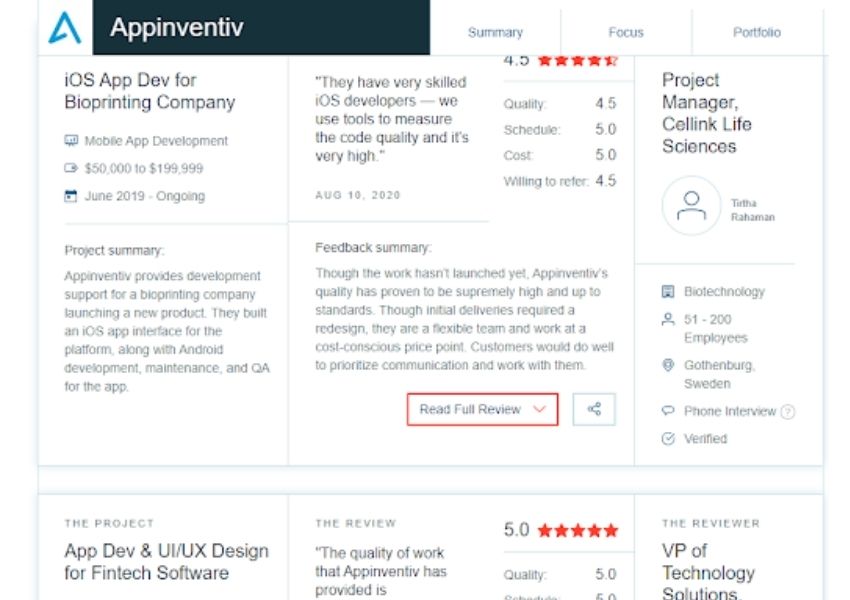 Appinventiv
Summary
Focus
Portfolio
iOS App Dev for
Bioprinting Company
Mobile App Development
$50,000 to $199,999
June 2019 - Ongoing
Project summary:
Appinventiv provides development
support for a bioprinting company
launching a new product. They built
an iOS app interface for the
platform, along with Android
development, maintenance, and QA
for the app.
"They have very skilled
iOS developers — we
use tools to measure
the code quality and it's
very high."
AUG 10, 2020
4.5
Quality: 4.5
Schedule: 5.0
Cost: 5.0
Willing to refer: 4.5
Feedback summary:
Though the work hasn't launched yet, Appinventiv's
quality has proven to be supremely high and up to
standards. Though initial deliveries required a
redesign, they are a flexible team and work at a
cost-conscious price point. Customers would do well
to prioritize communication and work with them.
Read Full Review
Project
Manager,
Cellink Life
Sciences
Tirtha
Rahaman
Biotechnology
51 - 200
Employees
Gothenburg,
Sweden
Phone Interview ?
Verified
THE PROJECT
App Dev & UI/UX Design
for Fintech Software
THE REVIEW
"The quality of work
that Appinventiv has
provided is
5.0
Quality: 5.0
Schedule: 5.0
THE REVIEWER
VP of
Technology
Solutions,